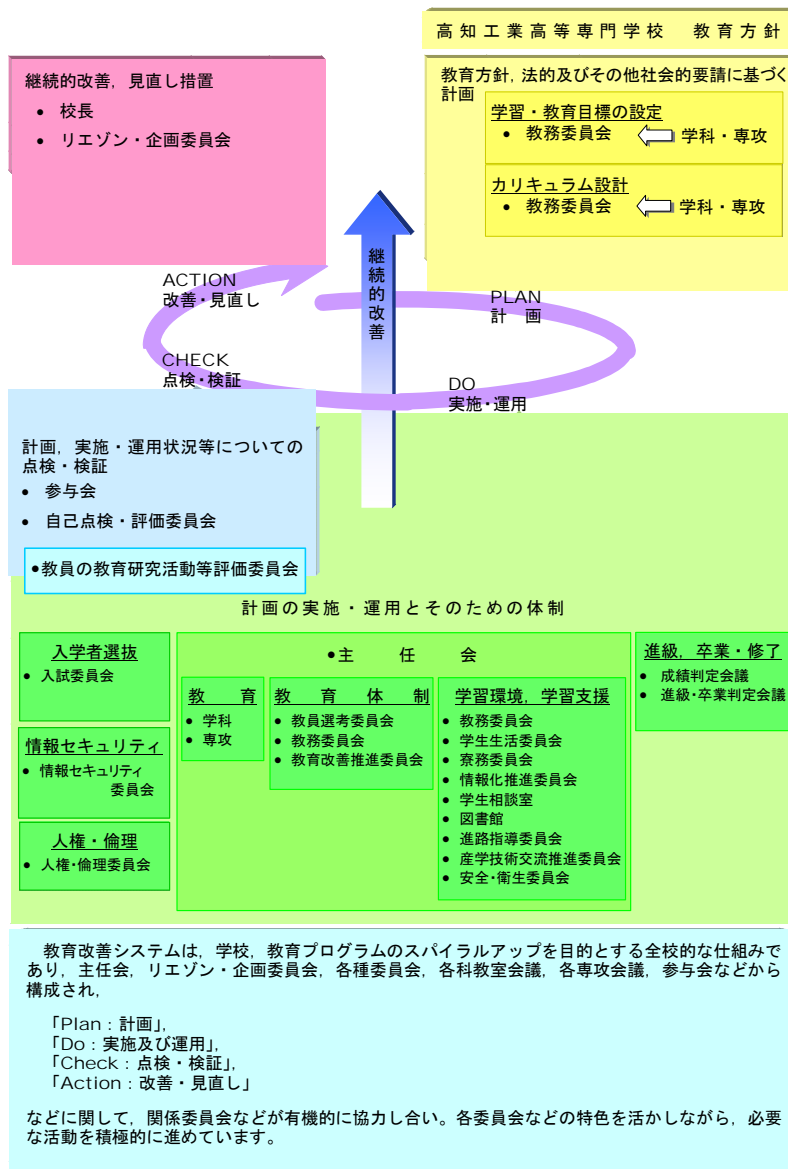 高知工業高等専門学校　教育方針
継続的改善，見直し措置
• 校長
• リエゾン・企画委員会
教育方針，法的及びその他社会的要請に基づく
計画
学習・教育目標の設定
• 教務委員会 学科・専攻
カリキュラム設計
• 教務委員会 学科・専攻
継続的改善
ACTION
改善・見直し
PLAN
計　画
CHECK
点検・検証
DO
実施・運用
計画，実施・運用状況等についての
点検・検証
• 参与会
• 自己点検・評価委員会
•教員の教育研究活動等評価委員会
計画の実施・運用とそのための体制
入学者選抜
• 入試委員会
情報セキュリティ
• 情報セキュリティ
委員会
人権・倫理
• 人権・倫理委員会
•主　任　会
教　育
• 学科
• 専攻
教　育　体　制
• 教員選考委員会
• 教務委員会
• 教育改善推進委員会
学習環境，学習支援
• 教務委員会
• 学生生活委員会
• 寮務委員会
• 情報化推進委員会
• 学生相談室
• 図書館
• 進路指導委員会
• 産学技術交流推進委員会
• 安全・衛生委員会
進級，卒業・修了
• 成績判定会議
• 進級・卒業判定会議
教育改善システムは，学校，教育プログラムのスパイラルアップを目的とする全校的な仕組みで
あり，主任会，リエゾン・企画委員会，各種委員会，各科教室会議，各専攻会議，参与会などから
構成され，
「Plan：計画」，
「Do：実施及び運用」，
「Check：点検・検証」，
「Action：改善・見直し」
などに関して，関係委員会などが有機的に協力し合い。各委員会などの特色を活かしながら，必要
な活動を積極的に進めています。